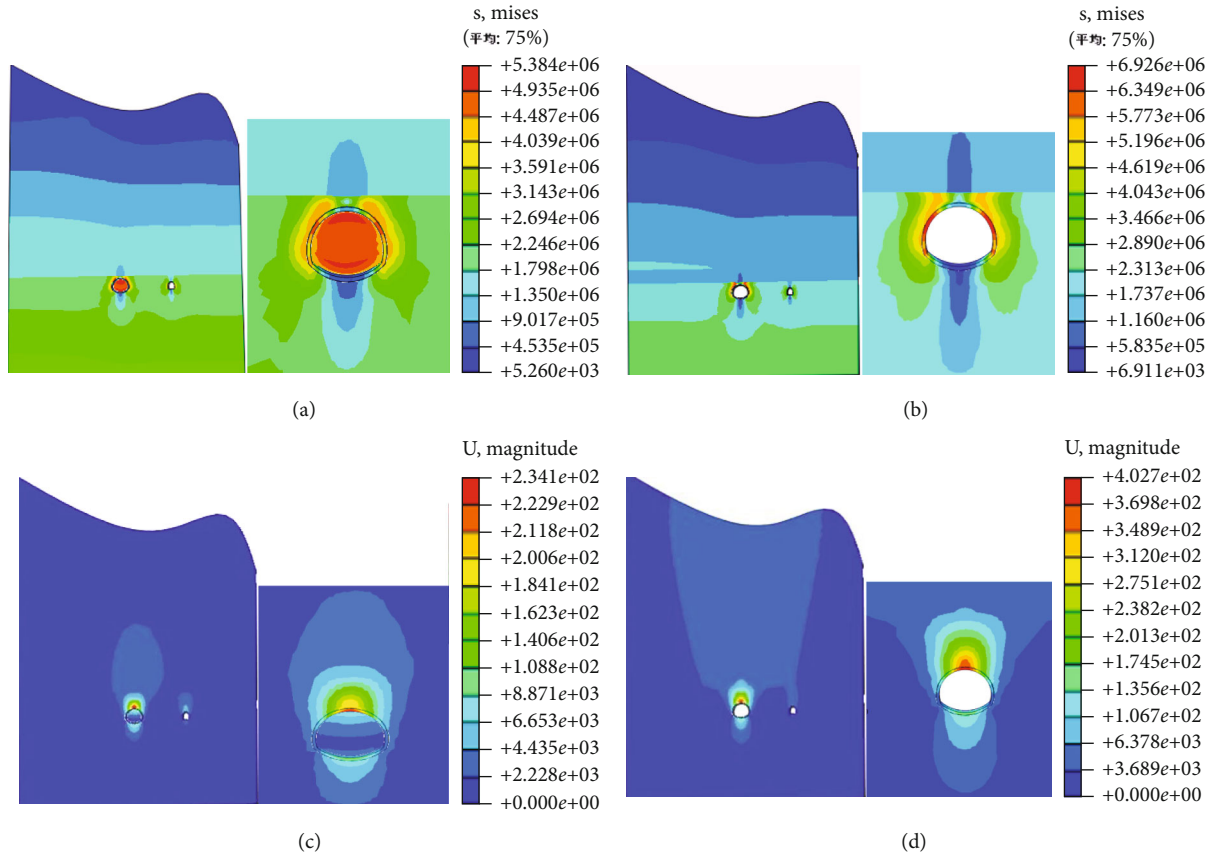 s, mises
(平均: 75%)
+5.384e+06
+4.935e+06
+4.487e+06
+4.039e+06
+3.591e+06
+3.143e+06
+2.694e+06
+2.246e+06
+1.798e+06
+1.350e+06
+9.017e+05
+4.535e+05
+5.260e+03
(a)
s, mises
(平均: 75%)
+6.926e+06
+6.349e+06
+5.773e+06
+5.196e+06
+4.619e+06
+4.043e+06
+3.466e+06
+2.890e+06
+2.313e+06
+1.737e+06
+1.160e+06
+5.835e+05
+6.911e+03
(b)
U, magnitude
+2.341e+02
+2.229e+02
+2.118e+02
+2.006e+02
+1.841e+02
+1.623e+02
+1.406e+02
+1.088e+02
+8.871e+03
+6.653e+03
+4.435e+03
+2.228e+03
+0.000e+00
(c)
U, magnitude
+4.027e+02
+3.698e+02
+3.489e+02
+3.120e+02
+2.751e+02
+2.382e+02
+2.013e+02
+1.745e+02
+1.356e+02
+1.067e+02
+6.378e+03
+3.689e+03
+0.000e+00
(d)